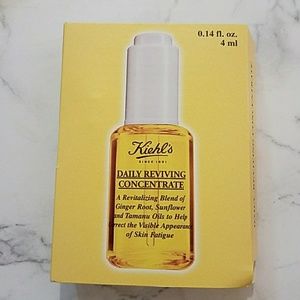 0.14 fl. oz.
4 ml
Kiehl's
SINCE 1851
DAILY REVIVING
CONCENTRATE
A Revitalizing Blend of
Ginger Root, Sunflower
and Tamanu Oils to Help
Correct the Visible Appearance
of Skin Fatigue